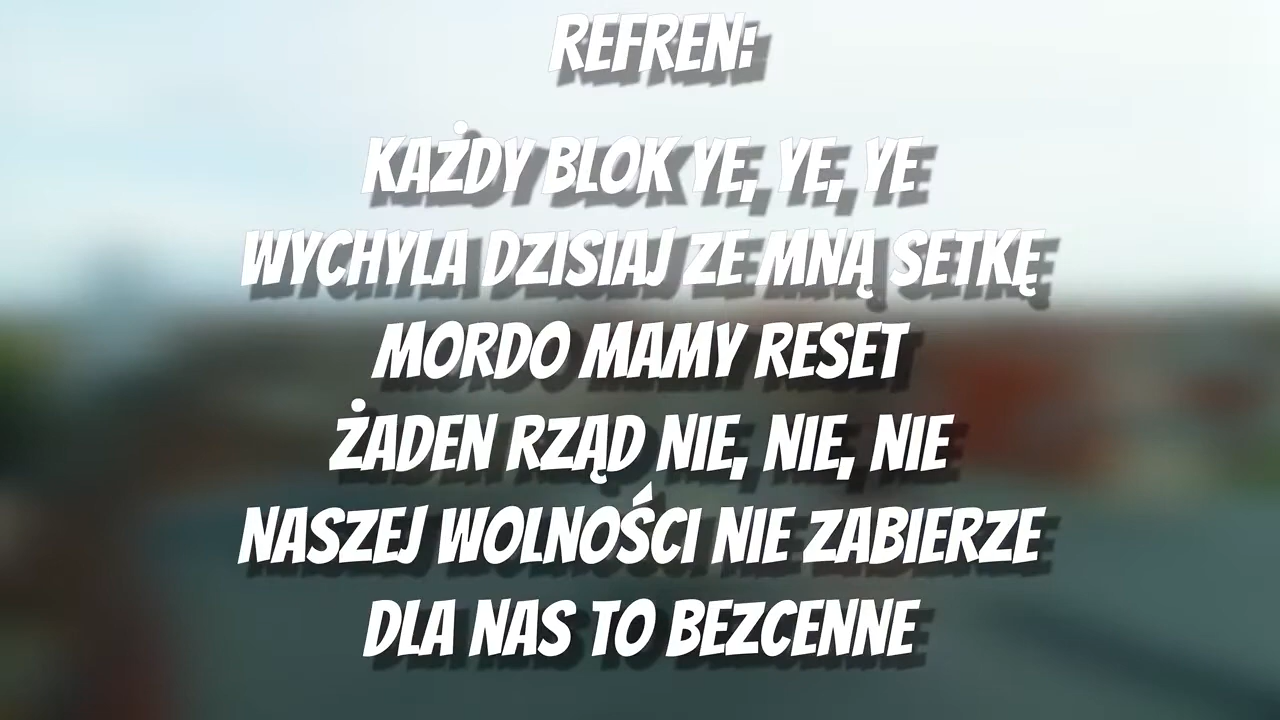 REFREN:
KAŻDY BLOK YE, YE, YE
WYCHYLA DZISIAJ ZE MNĄ SETKĘ
MORDO MAMY RESET
ŻADEN RZĄD NIE, NIE, NIE
NASZEJ WOLNOŚCI NIE ZABIERZE
DLA NAS TO BEZCENNE